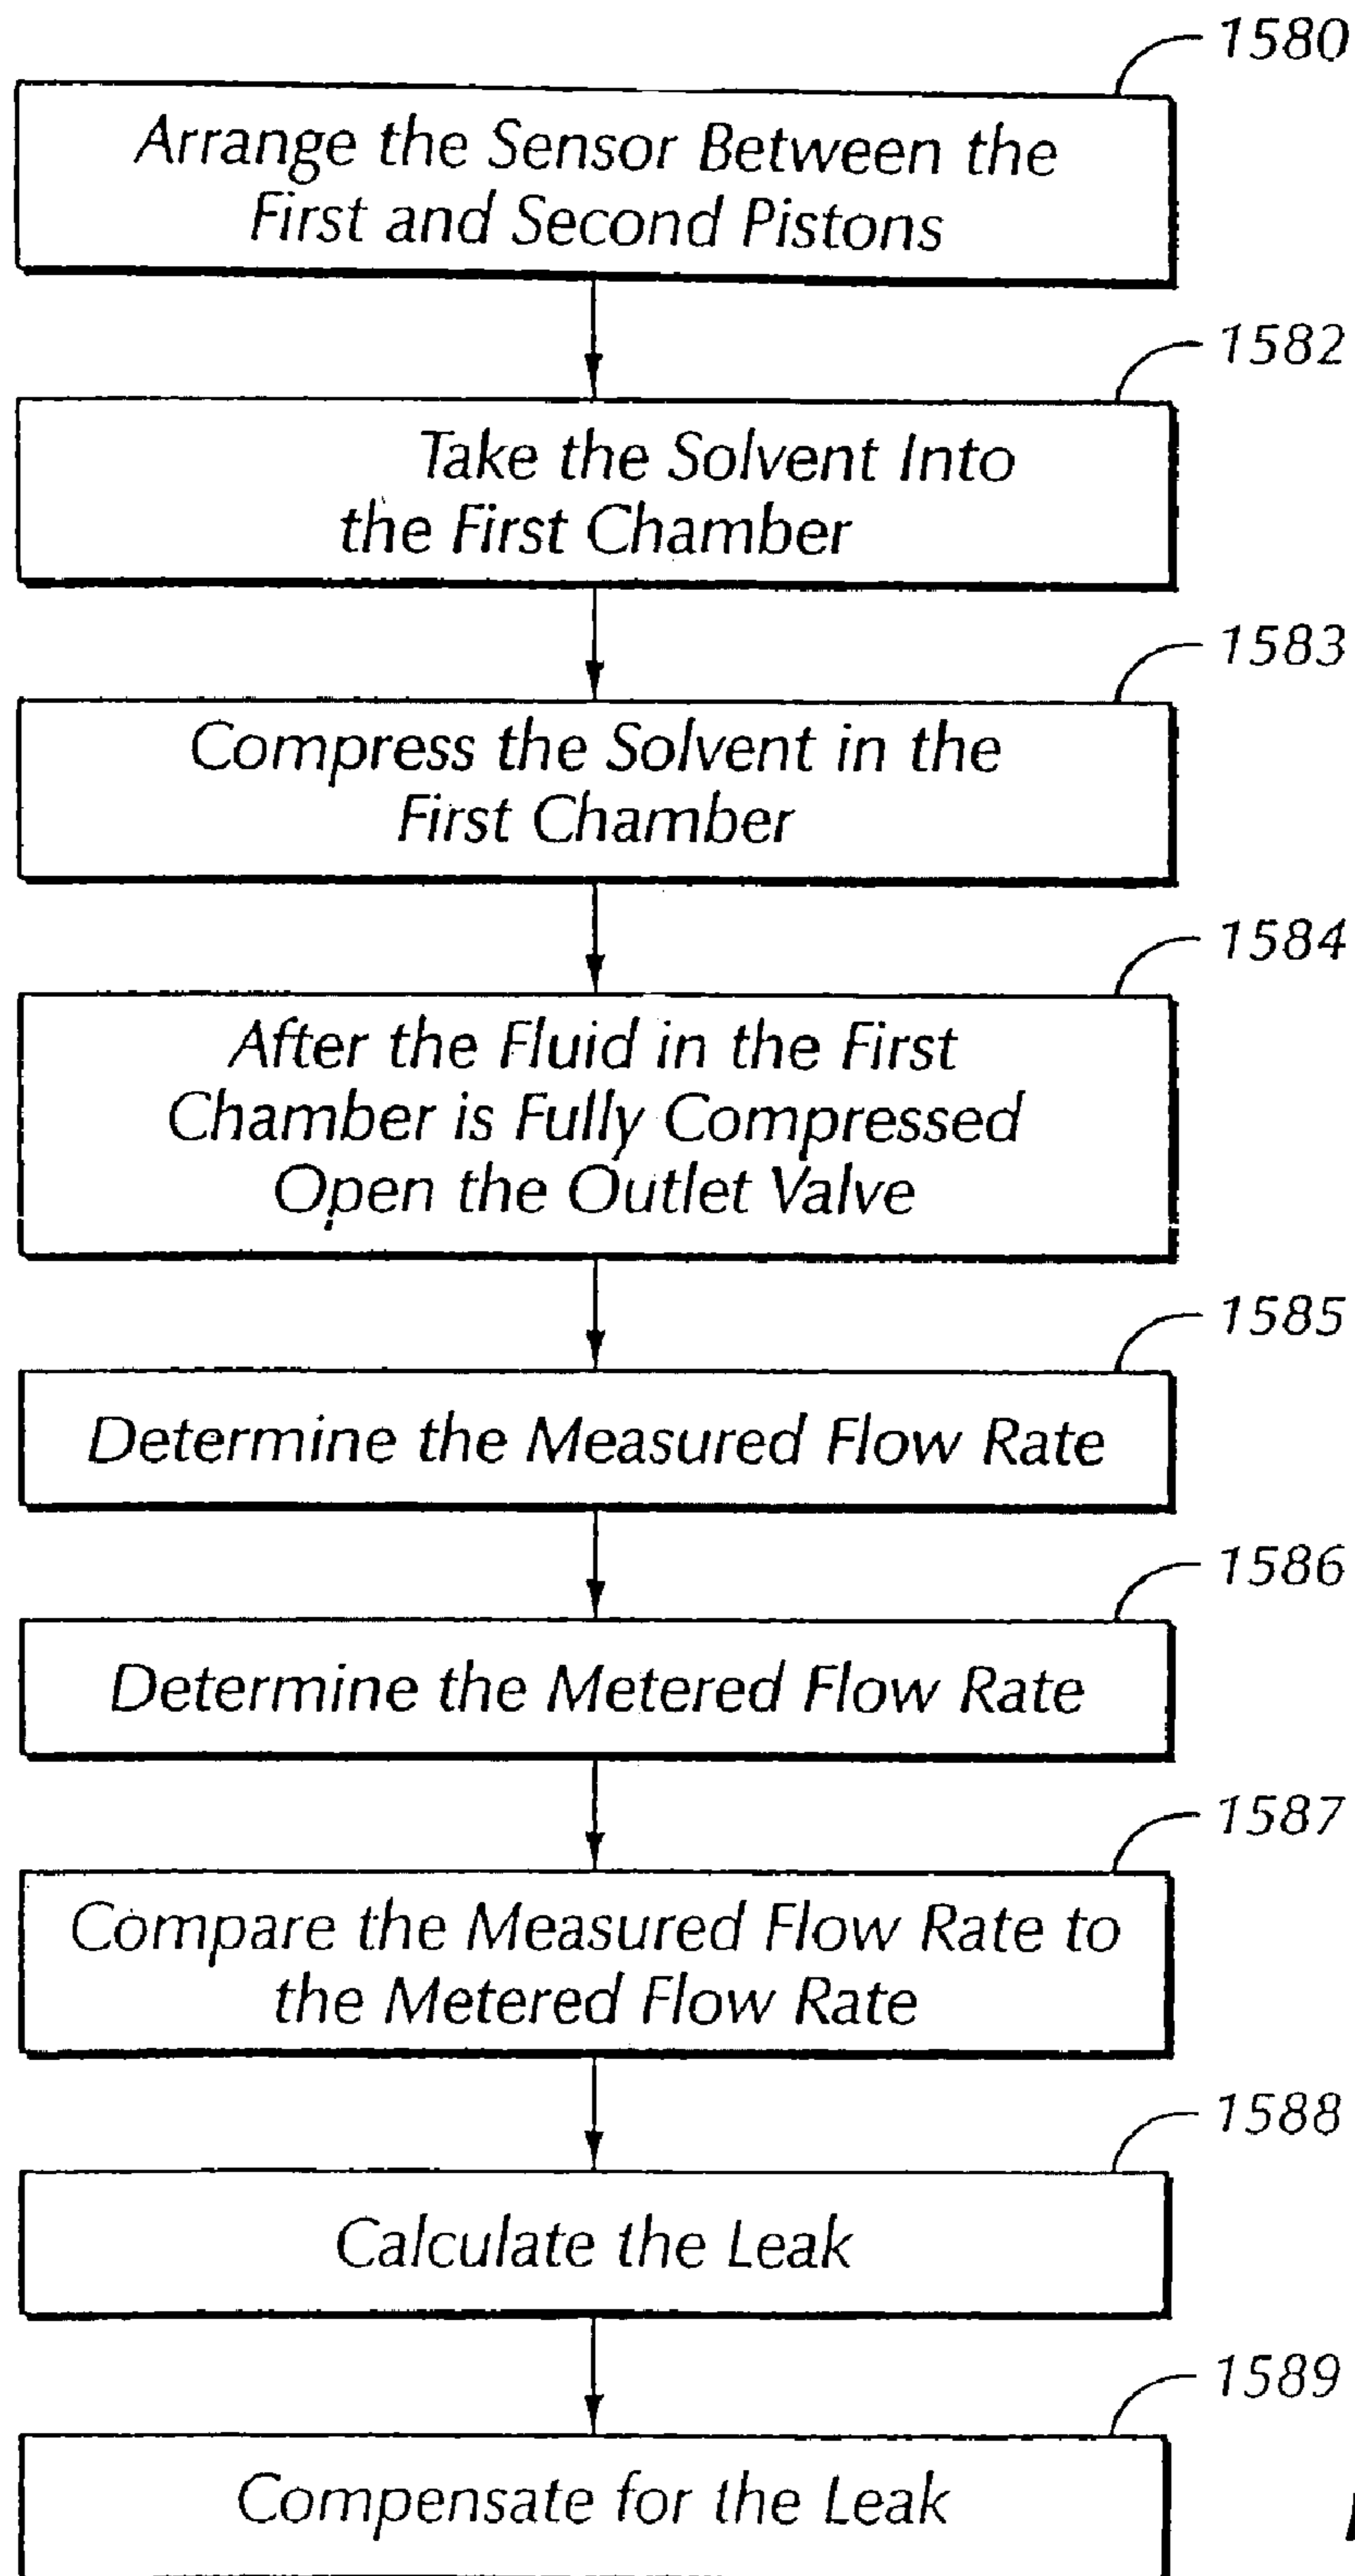 1580
Arrange the Sensor Between the
First and Second Pistons
1582
Take the Solvent Into
the First Chamber
1583
Compress the Solvent in the
First Chamber
1584
After the Fluid in the First
Chamber is Fully Compressed
Open the Outlet Valve
1585
Determine the Measured Flow Rate
1586
Determine the Metered Flow Rate
1587
Compare the Measured Flow Rate to
the Metered Flow Rate
1588
Calculate the Leak
1589
Compensate for the Leak